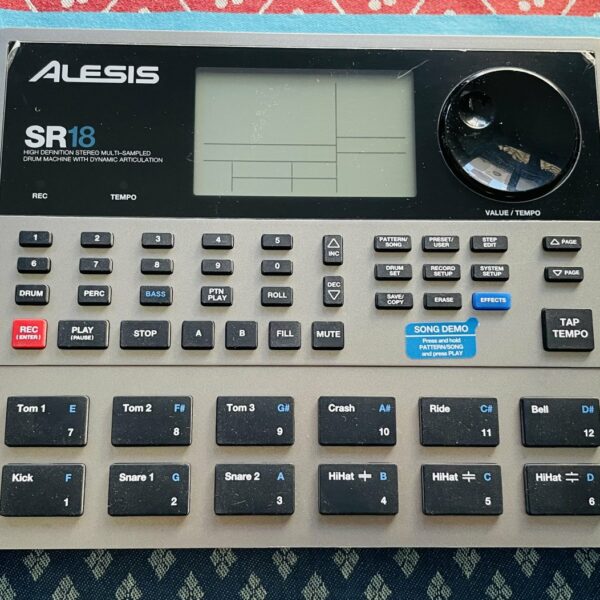 ALESIS
SR18
HIGH DEFINITION STEREO MULTI-SAMPLED
DRUM MACHINE WITH DYNAMIC ARTICULATION
REC TEMPO
VALUE / TEMPO
1 2 3 4 5
INC
PATTERN/
SONG
PRESET/
USER
STEP
EDIT
PAGE
6 7 8 9 0
DRUM
SET
RECORD
SETUP
SYSTEM
SETUP
PAGE
DRUM PERC BASS
PTN
PLAY
ROLL
DEC
SAVE/
COPY
ERASE
EFFECTS
REC
(ENTER)
PLAY
(PAUSE)
STOP A B FILL MUTE
SONG DEMO
Press and hold
PATTERN/SONG
and press PLAY
TAP
TEMPO
Tom 1 E
7
Tom 2 F#
8
Tom 3 G#
9
Crash A#
10
Ride C#
11
Bell D#
12
Kick F
1
Snare 1 G
2
Snare 2 A
3
HiHat B
4
HiHat C
5
HiHat D
6